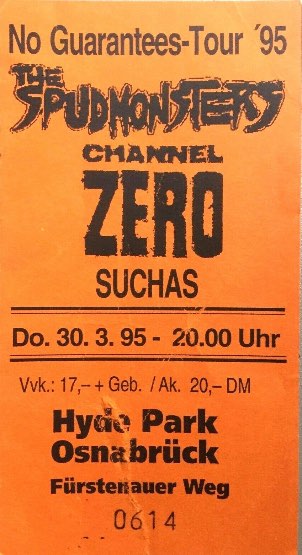 No Guarantees-Tour '95
THE
SPUDMONSTERS
CHANNEL
ZERO
SUCHAS
Do. 30. 3. 95 - 20.00 Uhr
Vvk.: 17,– + Geb. / Ak. 20,– DM
Hyde Park
Osnabrück
Fürstenauer Weg
0614